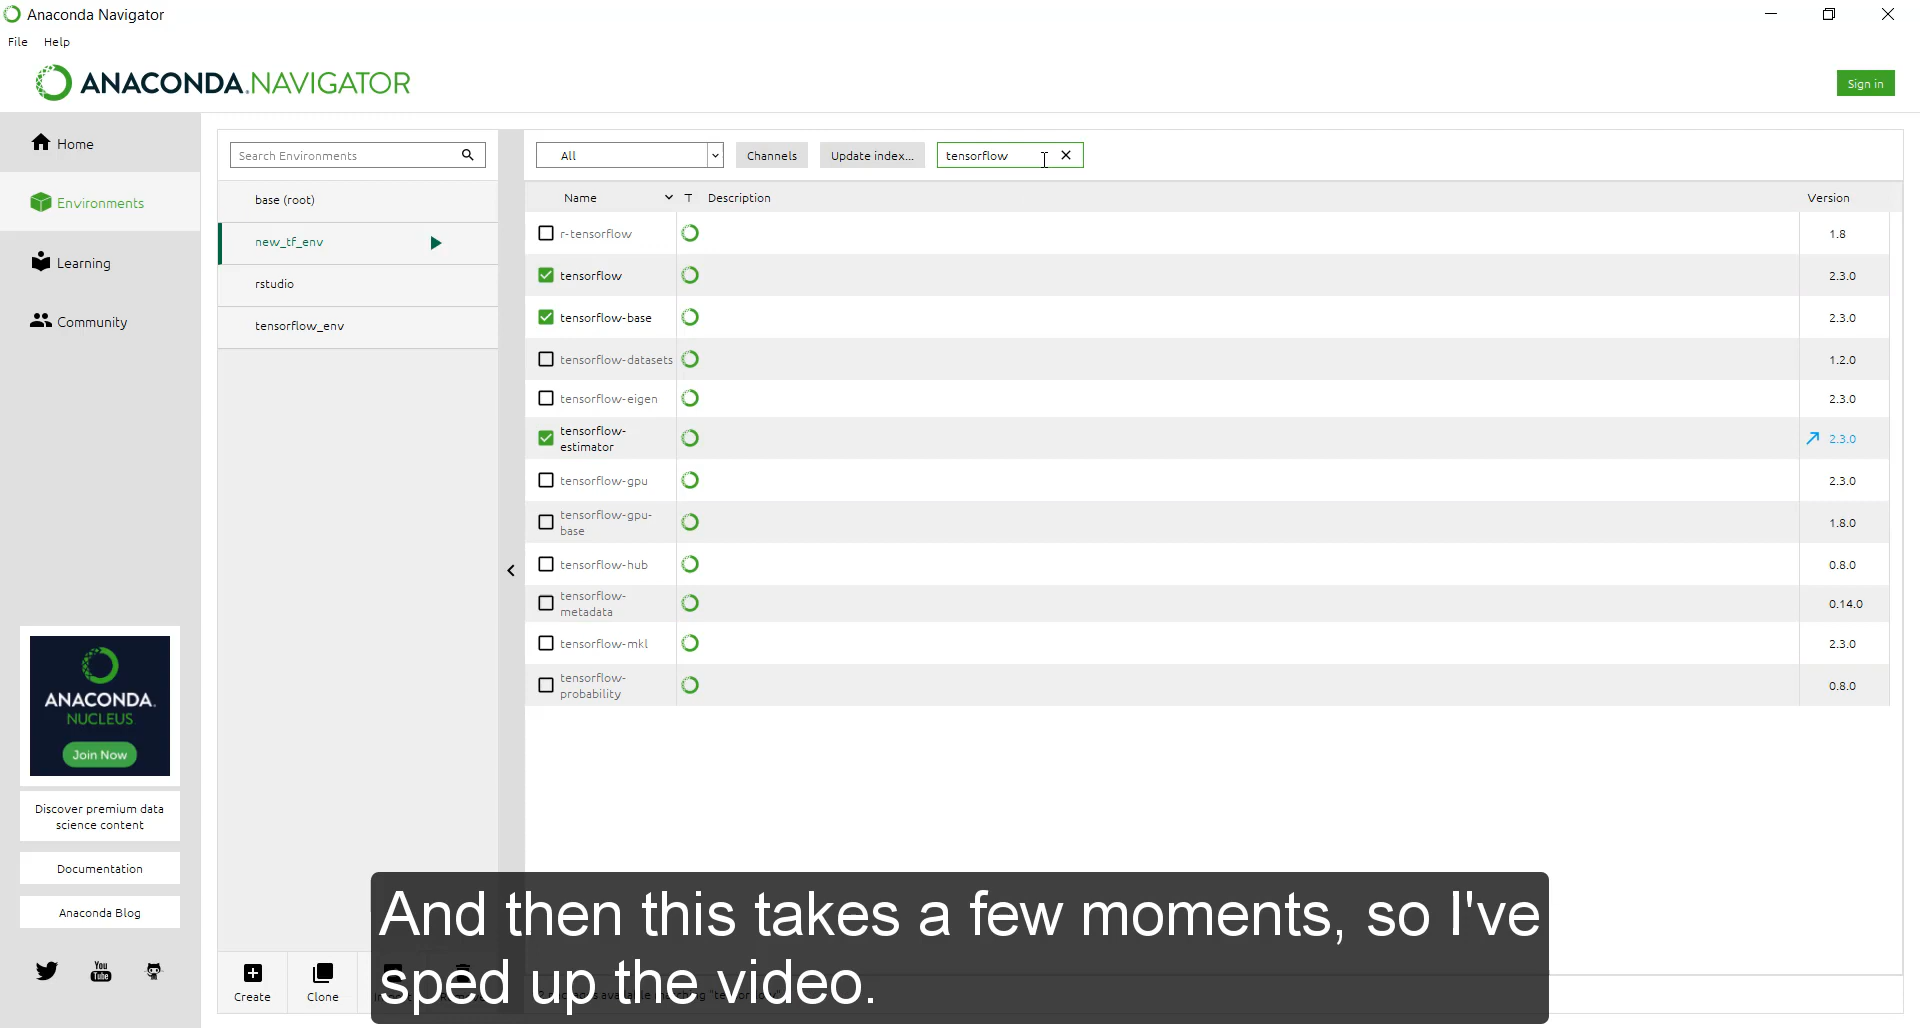 Anaconda Navigator
File Help
ANACONDA.NAVIGATOR
Sign in
Home
Environments
Learning
Community
ANACONDA.
NUCLEUS
Join Now
Discover premium data
science content
Documentation
Anaconda Blog
You
Tube
Search Environments
base (root)
new_tf_env
rstudio
tensorflow_env
Create
Clone
All
Channels
Update index...
tensorflow
Name T Description Version
r-tensorflow 1.8
tensorflow 2.3.0
tensorflow-base 2.3.0
tensorflow-datasets 1.2.0
tensorflow-eigen 2.3.0
tensorflow-
estimator 2.3.0
tensorflow-gpu 2.3.0
tensorflow-gpu-
base 1.8.0
tensorflow-hub 0.8.0
tensorflow-
metadata 0.14.0
tensorflow-mkl 2.3.0
tensorflow-
probability 0.8.0
And then this takes a few moments, so I've
sped up the video.